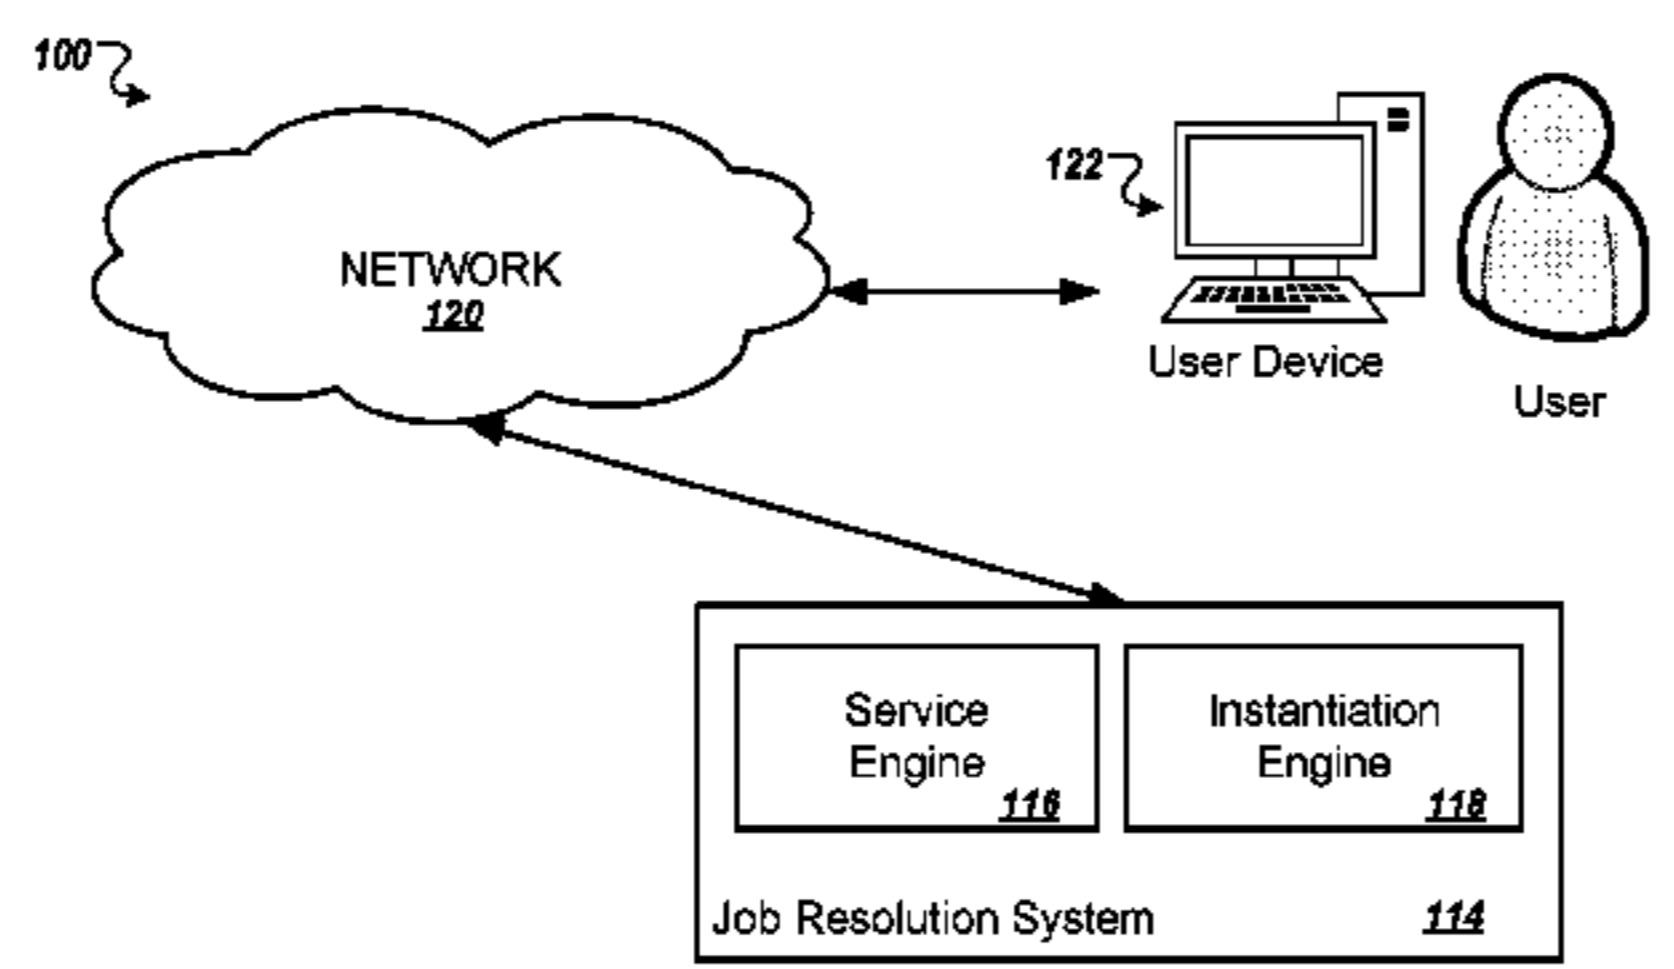 100
NETWORK
120
122
User Device
User
Service
Engine
116
Instantiation
Engine
118
Job Resolution System
114